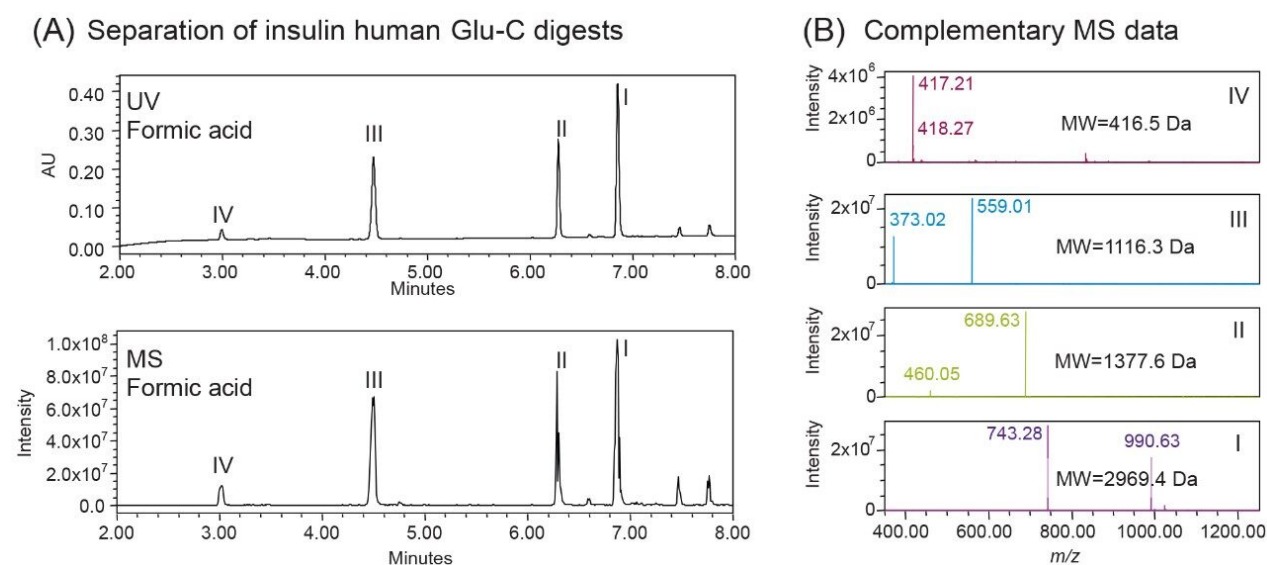 (A) Separation of insulin human Glu-C digests
UV
Formic acid
AU
0.40
0.30
0.20
0.10
0.00
IV
III
II
I
2.00 3.00 4.00 5.00 6.00 7.00 8.00
Minutes
MS
Formic acid
Intensity
1.0x10⁸
8.0x10⁷
6.0x10⁷
4.0x10⁷
2.0x10⁷
0.0
IV
III
II
I
2.00 3.00 4.00 5.00 6.00 7.00 8.00
Minutes
(B) Complementary MS data
Intensity
4x10⁶
2x10⁶
0
417.21
418.27
MW=416.5 Da
IV
Intensity
2x10⁷
0
373.02
559.01
MW=1116.3 Da
III
Intensity
2x10⁷
0
460.05
689.63
MW=1377.6 Da
II
Intensity
2x10⁷
0
743.28
990.63
MW=2969.4 Da
I
400.00 600.00 800.00 1000.00 1200.00
m/z